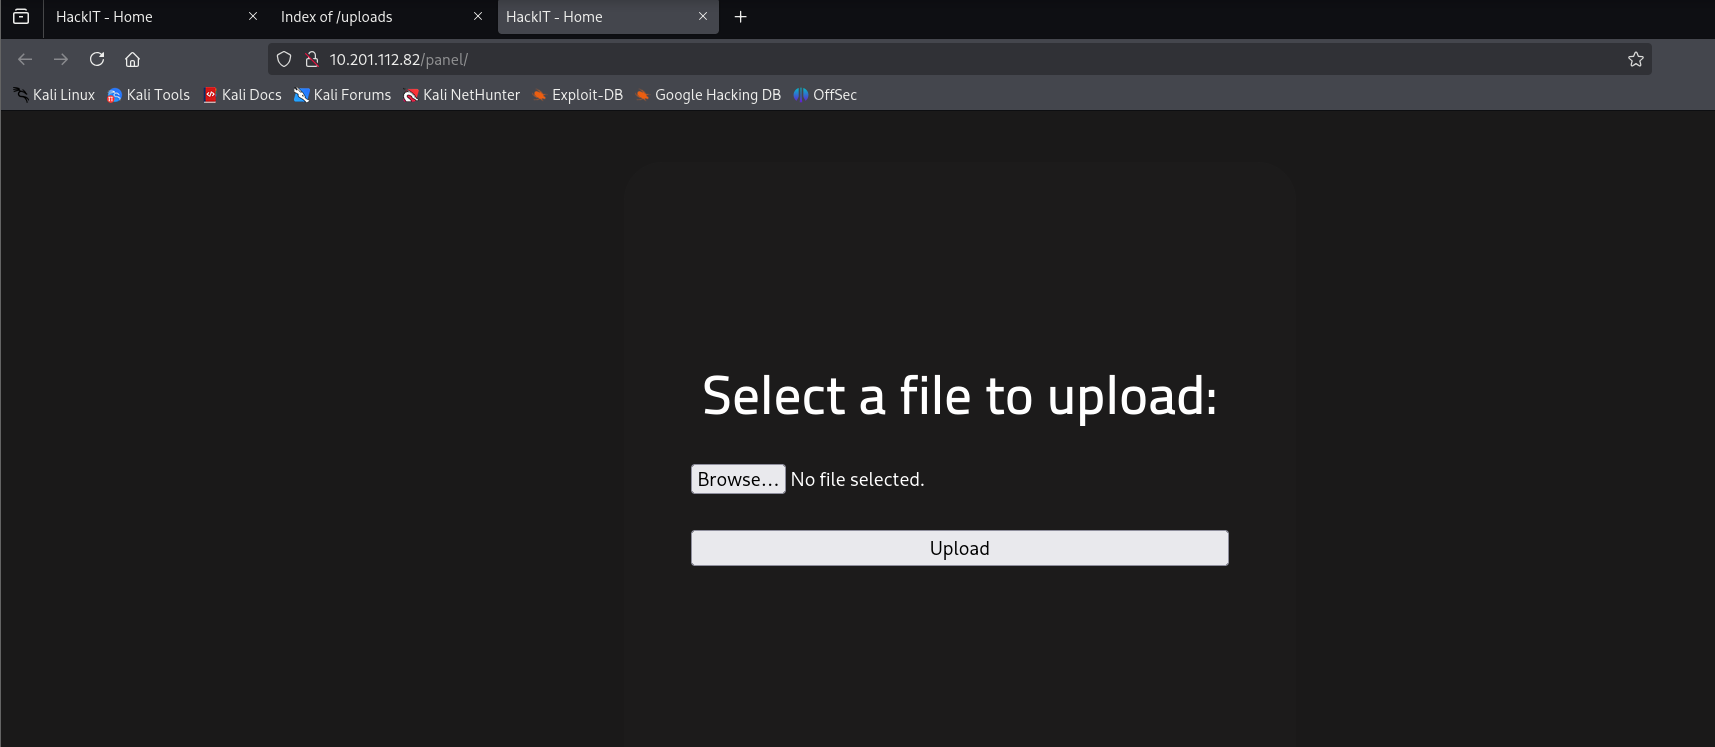 HackIT - Home
Index of /uploads
HackIT - Home
10.201.112.82/panel/
Kali Linux Kali Tools Kali Docs Kali Forums Kali NetHunter Exploit-DB Google Hacking DB OffSec
Select a file to upload:
Browse... No file selected.
Upload